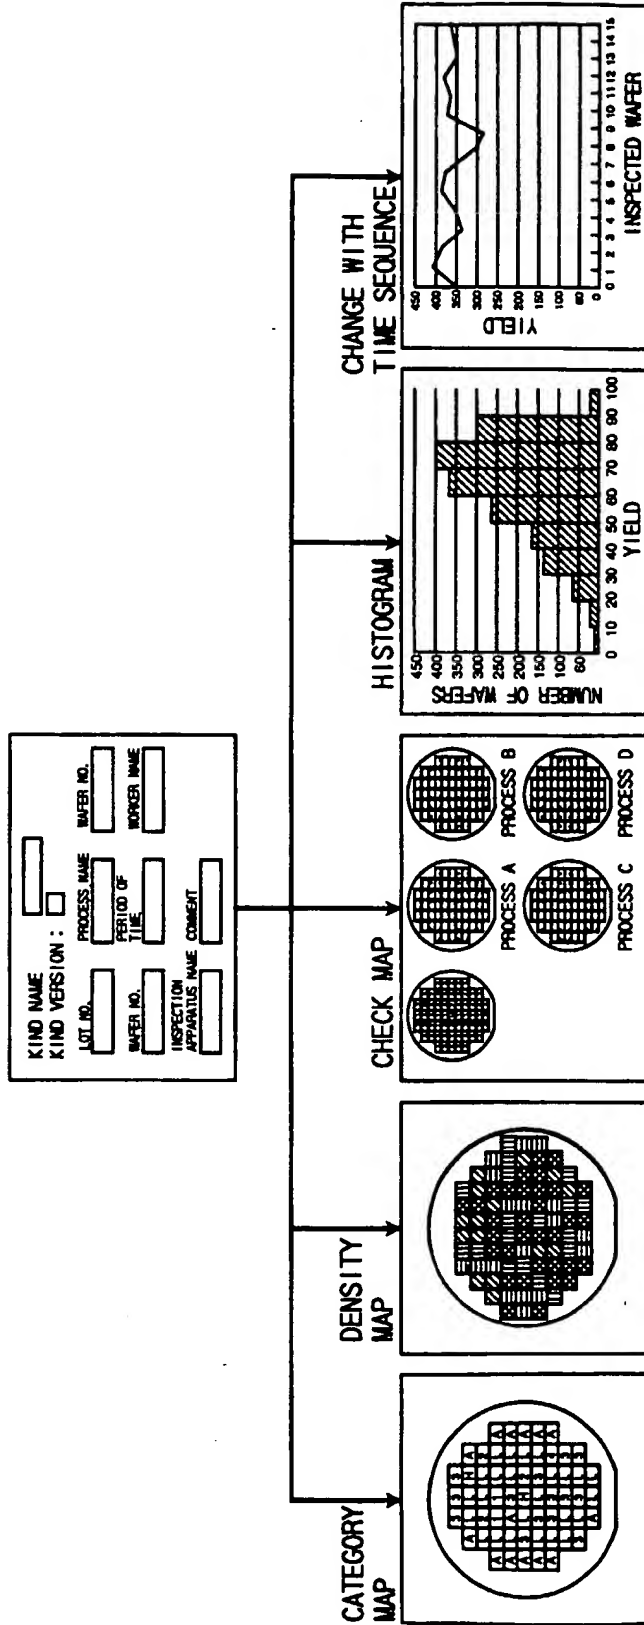 KIND NAME
KIND VERSION :
LOT NO.
PROCESS NAME
WAFER NO.
WAFER NO.
PERIOD OF
TIME
WORKER NAME
INSPECTION
APPARATUS NAME
COMMENT
CATEGORY
MAP
DENSITY
MAP
CHECK MAP
PROCESS A
PROCESS B
PROCESS C
PROCESS D
HISTOGRAM
450
400
350
300
250
200
150
100
50
NUMBER OF WAFERS
0 10 20 30 40 50 60 70 80 90 100
YIELD
CHANGE WITH
TIME SEQUENCE
450
400
350
300
250
200
150
100
50
0
YIELD
0 1 2 3 4 5 6 7 8 9 10 11 12 13 14 15
INSPECTED WAFER